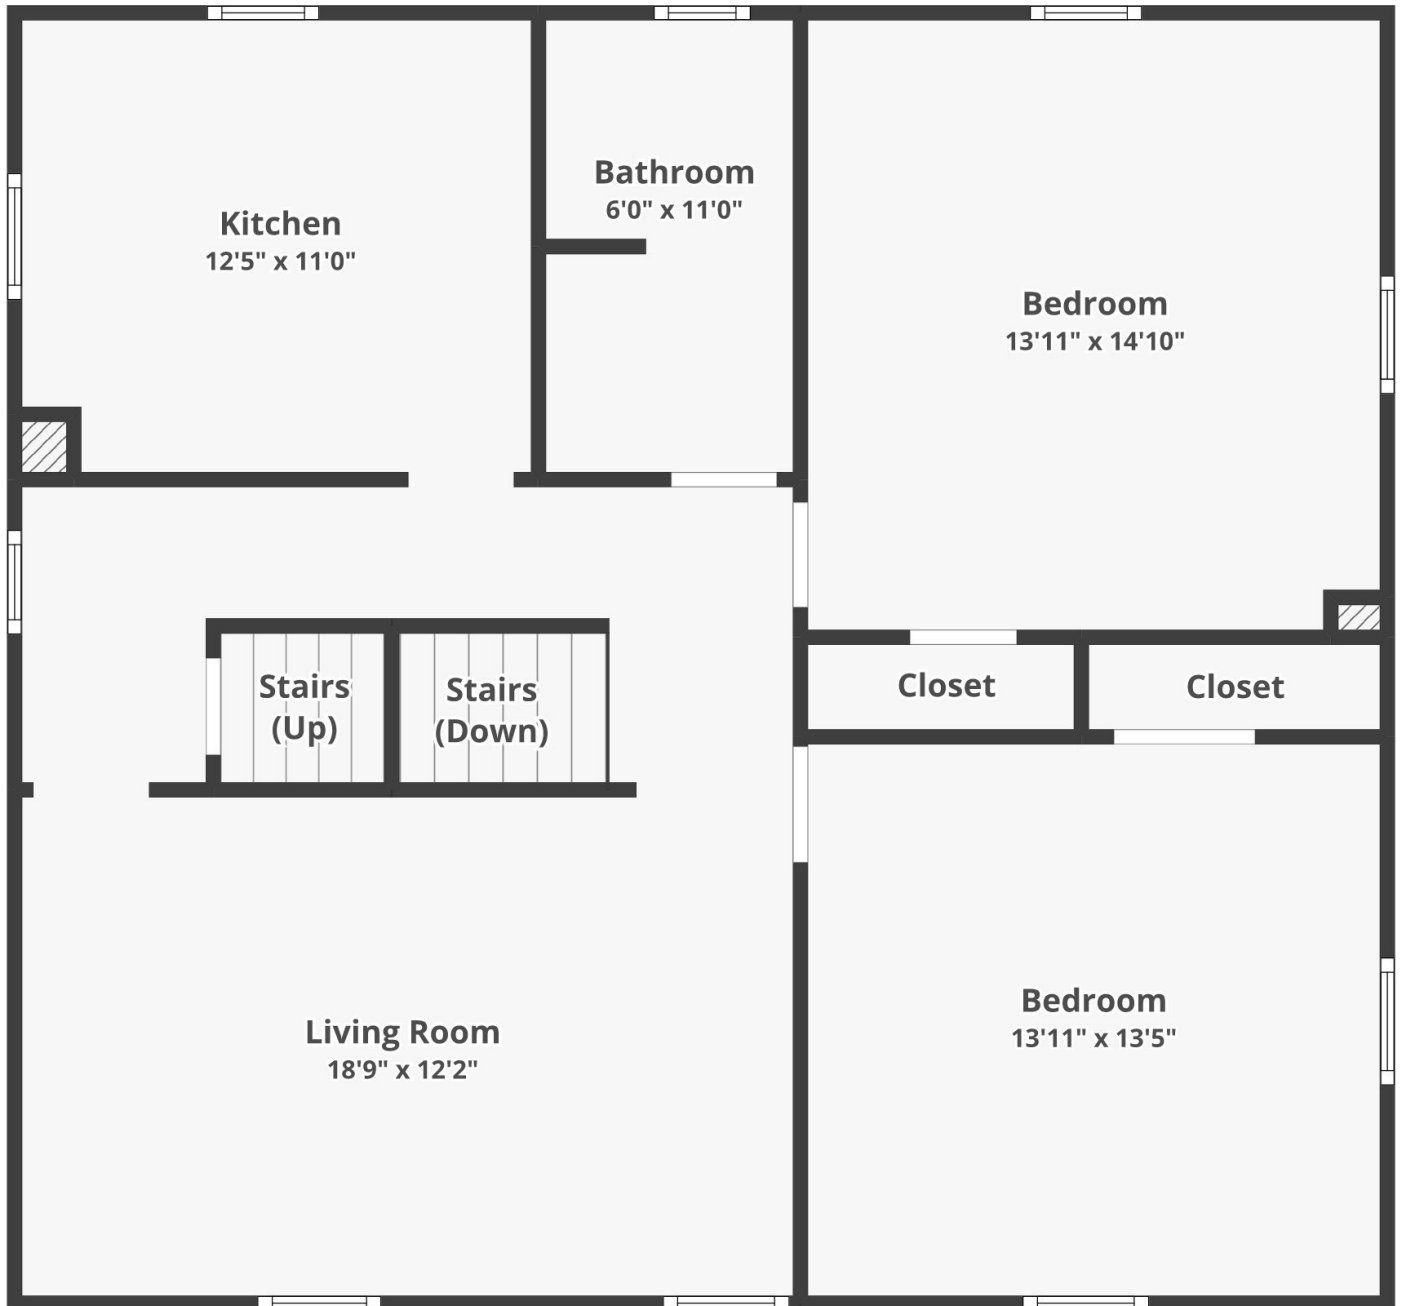 Kitchen
12'5" x 11'0"
Bathroom
6'0" x 11'0"
Bedroom
13'11" x 14'10"
Stairs
(Up)
Stairs
(Down)
Closet
Closet
Living Room
18'9" x 12'2"
Bedroom
13'11" x 13'5"